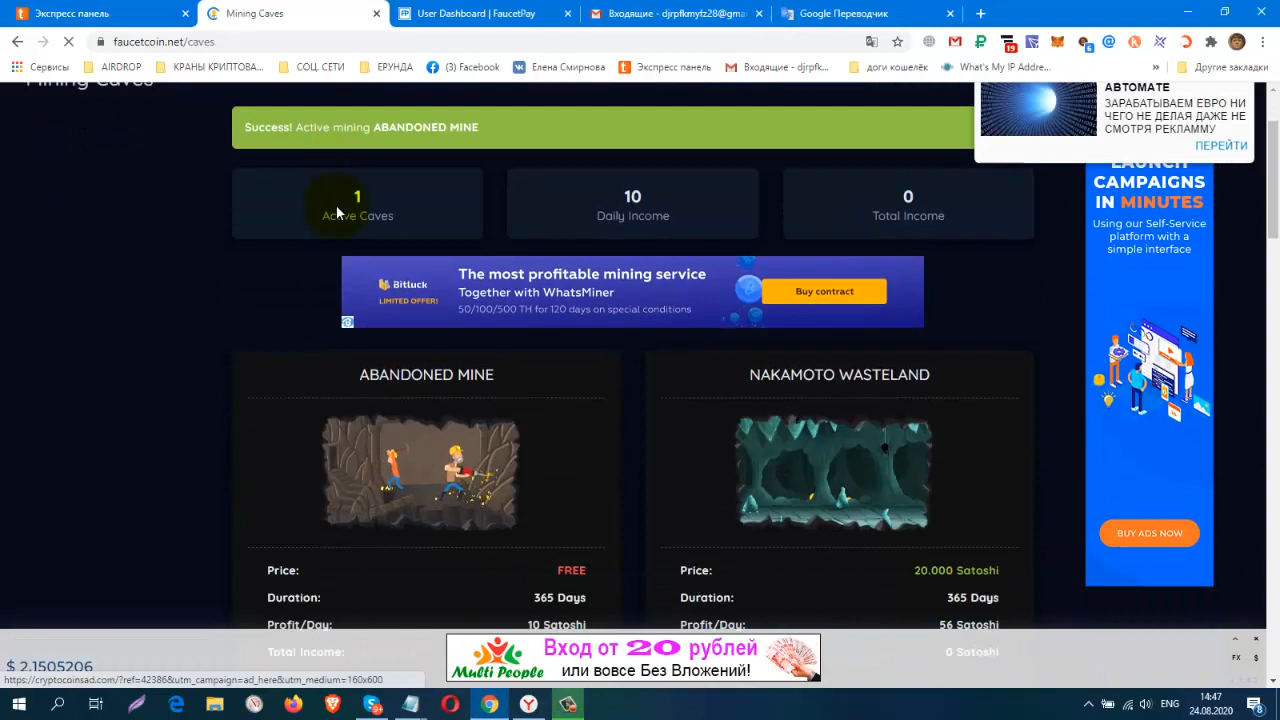 Экспресс панель
Mining Caves
User Dashboard | FaucetPay
Входящие - djrpfkmyfz28@gma
Google Переводчик
faucetcoin.net/caves
19
6
Сервисы
AIRDROP
КРАНЫ КРИПТОВА...
СОЦ. СЕТИ
ЕРУНДА
(3) Facebook
Елена Смирнова
Экспресс панель
Входящие - djrpfk...
доги кошелёк
What's My IP Addre...
»
Другие закладки
Mining Caves
Success! Active mining ABANDONED MINE
АВТОМАТЕ
ЗАРАБАТЫВАЕМ ЕВРО НИ
ЧЕГО НЕ ДЕЛАЯ ДАЖЕ НЕ
СМОТРЯ РЕКЛАММУ
ПЕРЕЙТИ
1
Active Caves
10
Daily Income
0
Total Income
LAUNCH
CAMPAIGNS
IN MINUTES
Using our Self-Service
platform with a
simple interface
BUY ADS NOW
Bitluck
LIMITED OFFER!
The most profitable mining service
Together with WhatsMiner
50/100/500 TH for 120 days on special conditions
Buy contract
ABANDONED MINE
Price: FREE
Duration: 365 Days
Profit/Day: 10 Satoshi
Total Income:
NAKAMOTO WASTELAND
Price: 20.000 Satoshi
Duration: 365 Days
Profit/Day: 56 Satoshi
0 Satoshi
Multi People
Вход от 20 рублей
или вовсе Без Вложений!
FX $
$ 2.1505206
https://cryptocoinsad.com/?ref=42386&utm_campaign=ad_here&utm_medium=160x600
ENG
14:47
24.08.2020
8